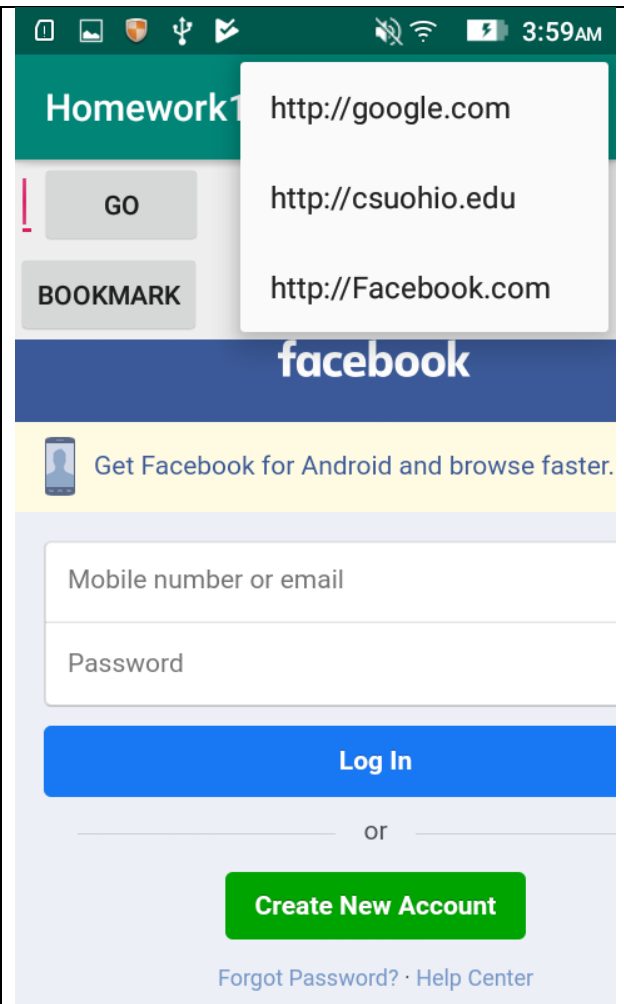 3:59AM
Homework1
http://google.com
http://csuohio.edu
http://Facebook.com
GO
BOOKMARK
facebook
Get Facebook for Android and browse faster.
Mobile number or email
Password
Log In
or
Create New Account
Forgot Password? · Help Center